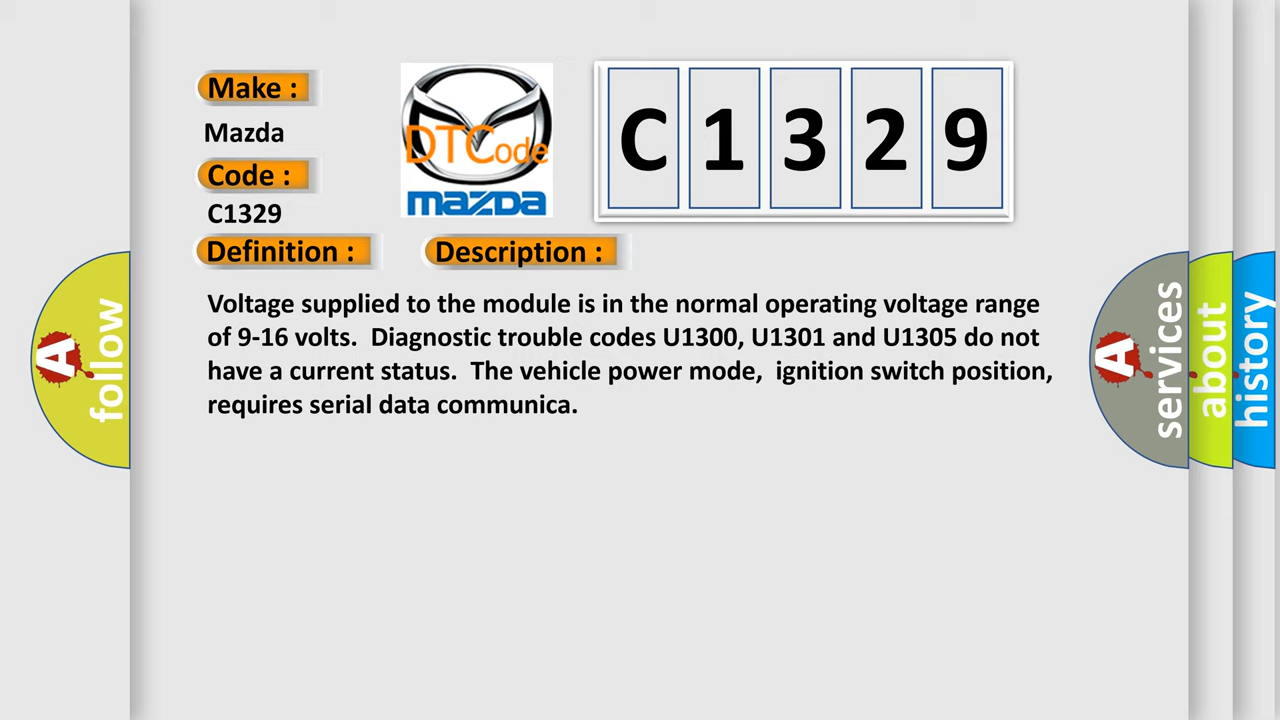 Make :
Mazda
Code :
C1329
Definition :
Description :
DTCode
mazDa
C 1 3 2 9
Voltage supplied to the module is in the normal operating voltage range
of 9-16 volts  Diagnostic trouble codes U1300, U1301 and U1305 do not
have a current status  The vehicle power mode,  ignition switch position,
requires serial data communica.
A follow
A services
about
history